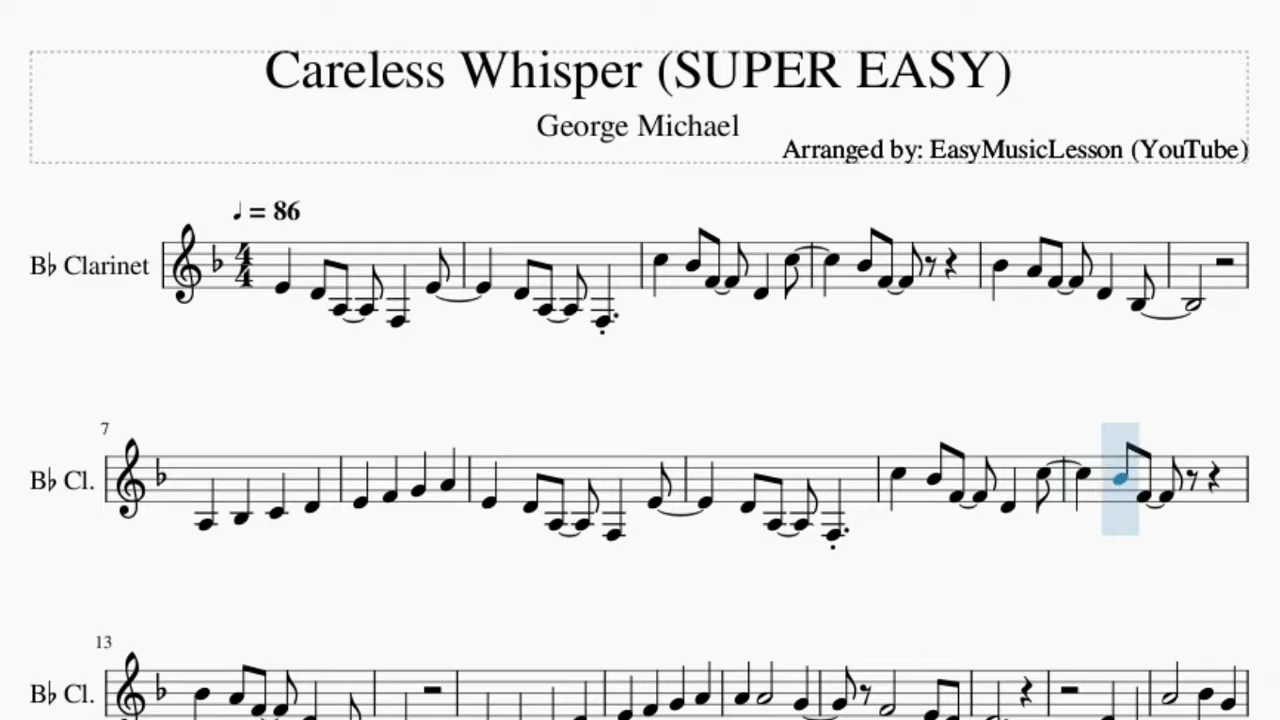 Careless Whisper (SUPER EASY)
George Michael
Arranged by: EasyMusicLesson (YouTube)
♩ = 86
B♭ Clarinet
7
B♭ Cl.
13
B♭ Cl.